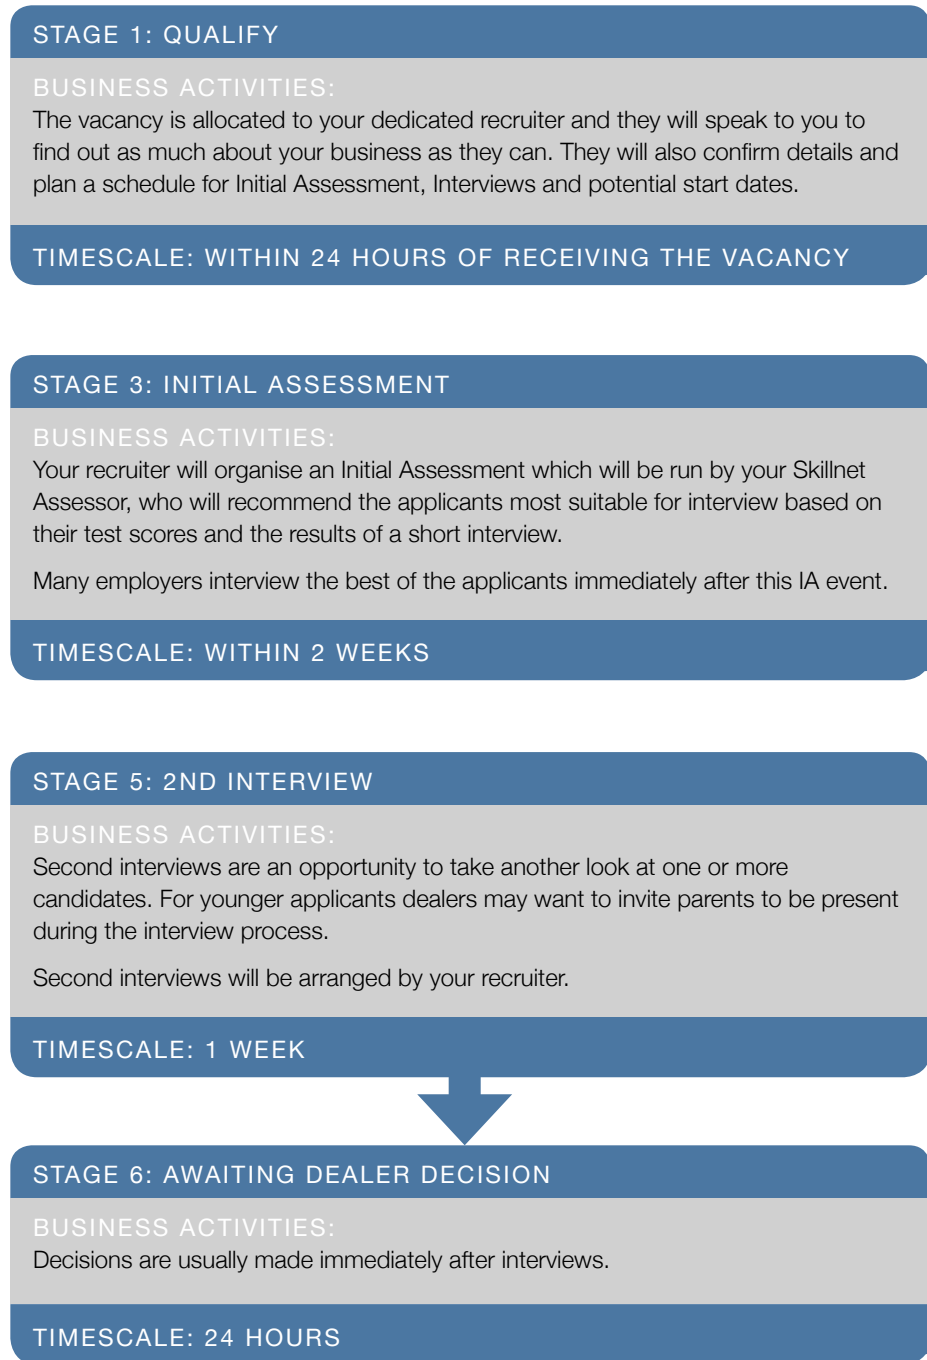 STAGE 1: QUALIFY
BUSINESS ACTIVITIES:
The vacancy is allocated to your dedicated recruiter and they will speak to you to
find out as much about your business as they can. They will also confirm details and
plan a schedule for Initial Assessment, Interviews and potential start dates.
TIMESCALE: WITHIN 24 HOURS OF RECEIVING THE VACANCY
STAGE 3: INITIAL ASSESSMENT
BUSINESS ACTIVITIES:
Your recruiter will organise an Initial Assessment which will be run by your Skillnet
Assessor, who will recommend the applicants most suitable for interview based on
their test scores and the results of a short interview.
Many employers interview the best of the applicants immediately after this IA event.
TIMESCALE: WITHIN 2 WEEKS
STAGE 5: 2ND INTERVIEW
BUSINESS ACTIVITIES:
Second interviews are an opportunity to take another look at one or more
candidates. For younger applicants dealers may want to invite parents to be present
during the interview process.
Second interviews will be arranged by your recruiter.
TIMESCALE: 1 WEEK
STAGE 6: AWAITING DEALER DECISION
BUSINESS ACTIVITIES:
Decisions are usually made immediately after interviews.
TIMESCALE: 24 HOURS